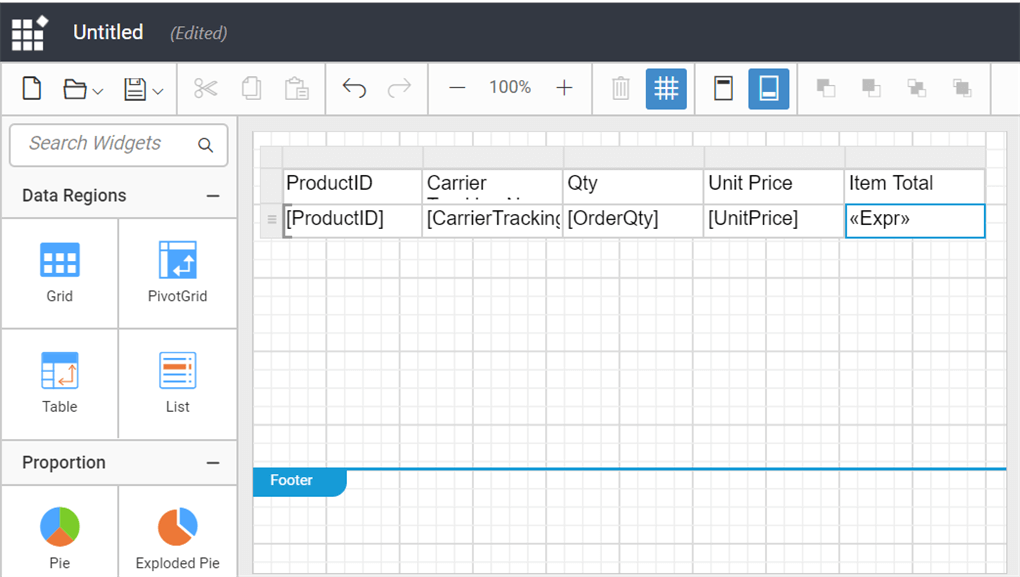 Untitled (Edited)
100%
Search Widgets
Data Regions
Grid PivotGrid
Table List
Proportion
Pie Exploded Pie
ProductID Carrier Qty Unit Price Item Total
[ProductID] [CarrierTracking [OrderQty] [UnitPrice] «Expr»
Footer